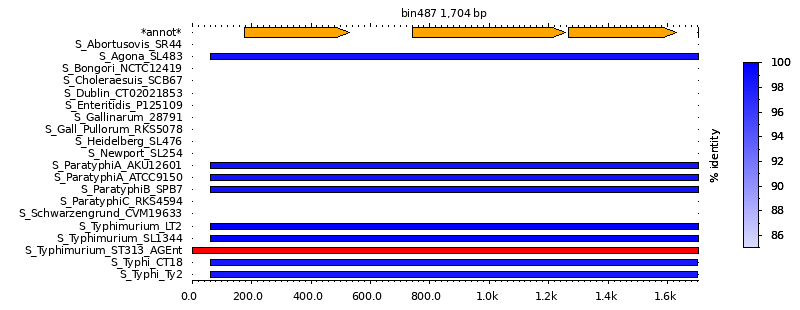 bin487 1,704 bp
*annot*
S_Abortusovis_SR44
S_Agona_SL483
S_Bongori_NCTC12419
S_Choleraesuis_SCB67
S_Dublin_CT02021853
S_Enteritidis_P125109
S_Gallinarum_28791
S_Gall_Pullorum_RKS5078
S_Heidelberg_SL476
S_Newport_SL254
S_ParatyphiA_AKU12601
S_ParatyphiA_ATCC9150
S_ParatyphiB_SPB7
S_ParatyphiC_RKS4594
S_Schwarzengrund_CVM19633
S_Typhimurium_LT2
S_Typhimurium_SL1344
S_Typhimurium_ST313_AGEnt
S_Typhi_CT18
S_Typhi_Ty2
0.0 200.0 400.0 600.0 800.0 1.0k 1.2k 1.4k 1.6k
% identity
100
98
96
94
92
90
88
86